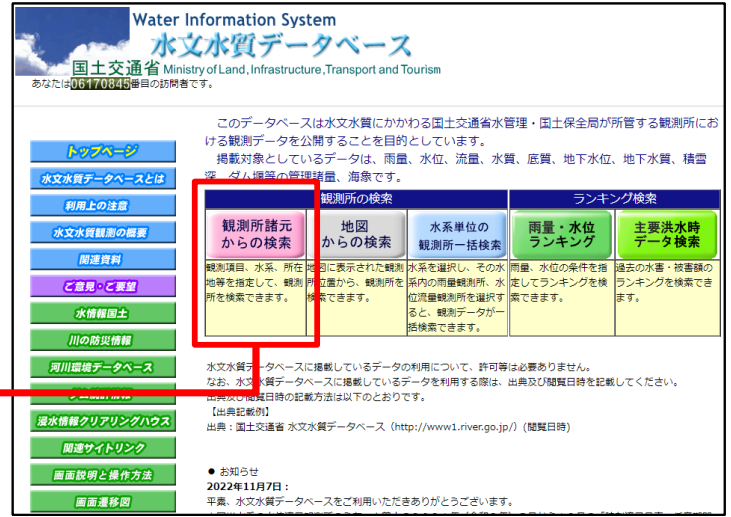 Water Information System
水文水質データベース
国土交通省 Ministry of Land, Infrastructure, Transport and Tourism
あなたは06170845番目の訪問者です。
このデータベースは水文水質にかかわる国土交通省水管理・国土保全局が所管する観測所にお
ける観測データを公開することを目的としています。
掲載対象としているデータは、雨量、水位、流量、水質、底質、地下水位、地下水質、積雪
深、ダム堰等の管理諸量、海象です。
トップページ
水文水質データベースとは
利用上の注意
水文水質観測の概要
関連資料
ご意見・ご要望
水情報国土
川の防災情報
河川環境データベース
浸水情報クリアリングハウス
関連サイトリンク
画面説明と操作方法
画面遷移図
観測所の検索
ランキング検索
観測所諸元
からの検索
地図
からの検索
水系単位の
観測所一括検索
雨量・水位
ランキング
主要洪水時
データ検索
観測項目、水系、所在
地等を指定して、観測
所を検索できます。
地図に表示された観測
所位置から、観測所を
検索できます。
水系を選択し、その水
系内の雨量観測所、水
位流量観測所を選択す
ると、観測データが一
括検索できます。
雨量、水位の条件を指
定してランキングを検
索できます。
過去の水害・被害額の
ランキングを検索でき
ます。
水文水質データベースに掲載しているデータの利用について、許可等は必要ありません。
なお、水文水質データベースに掲載しているデータを利用する際は、出典及び閲覧日時を記載してください。
出典及び閲覧日時の記載方法は以下のとおりです。
【出典記載例】
出典：国土交通省 水文水質データベース（http://www1.river.go.jp/）(閲覧日時)
● お知らせ
2022年11月7日：
平素、水文水質データベースをご利用いただきありがとうございます。